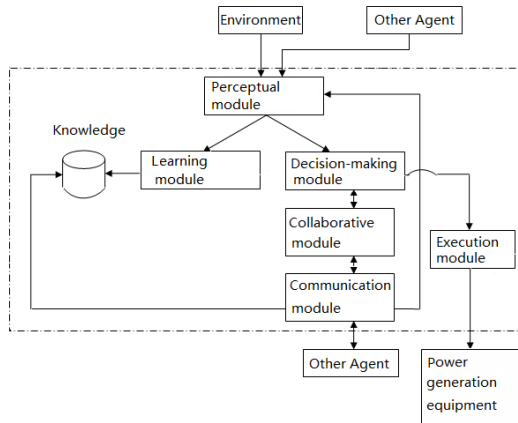 Environment
Other Agent
Perceptual
module
Knowledge
Learning
module
Decision-making
module
Collaborative
module
Execution
module
Communication
module
Other Agent
Power
generation
equipment